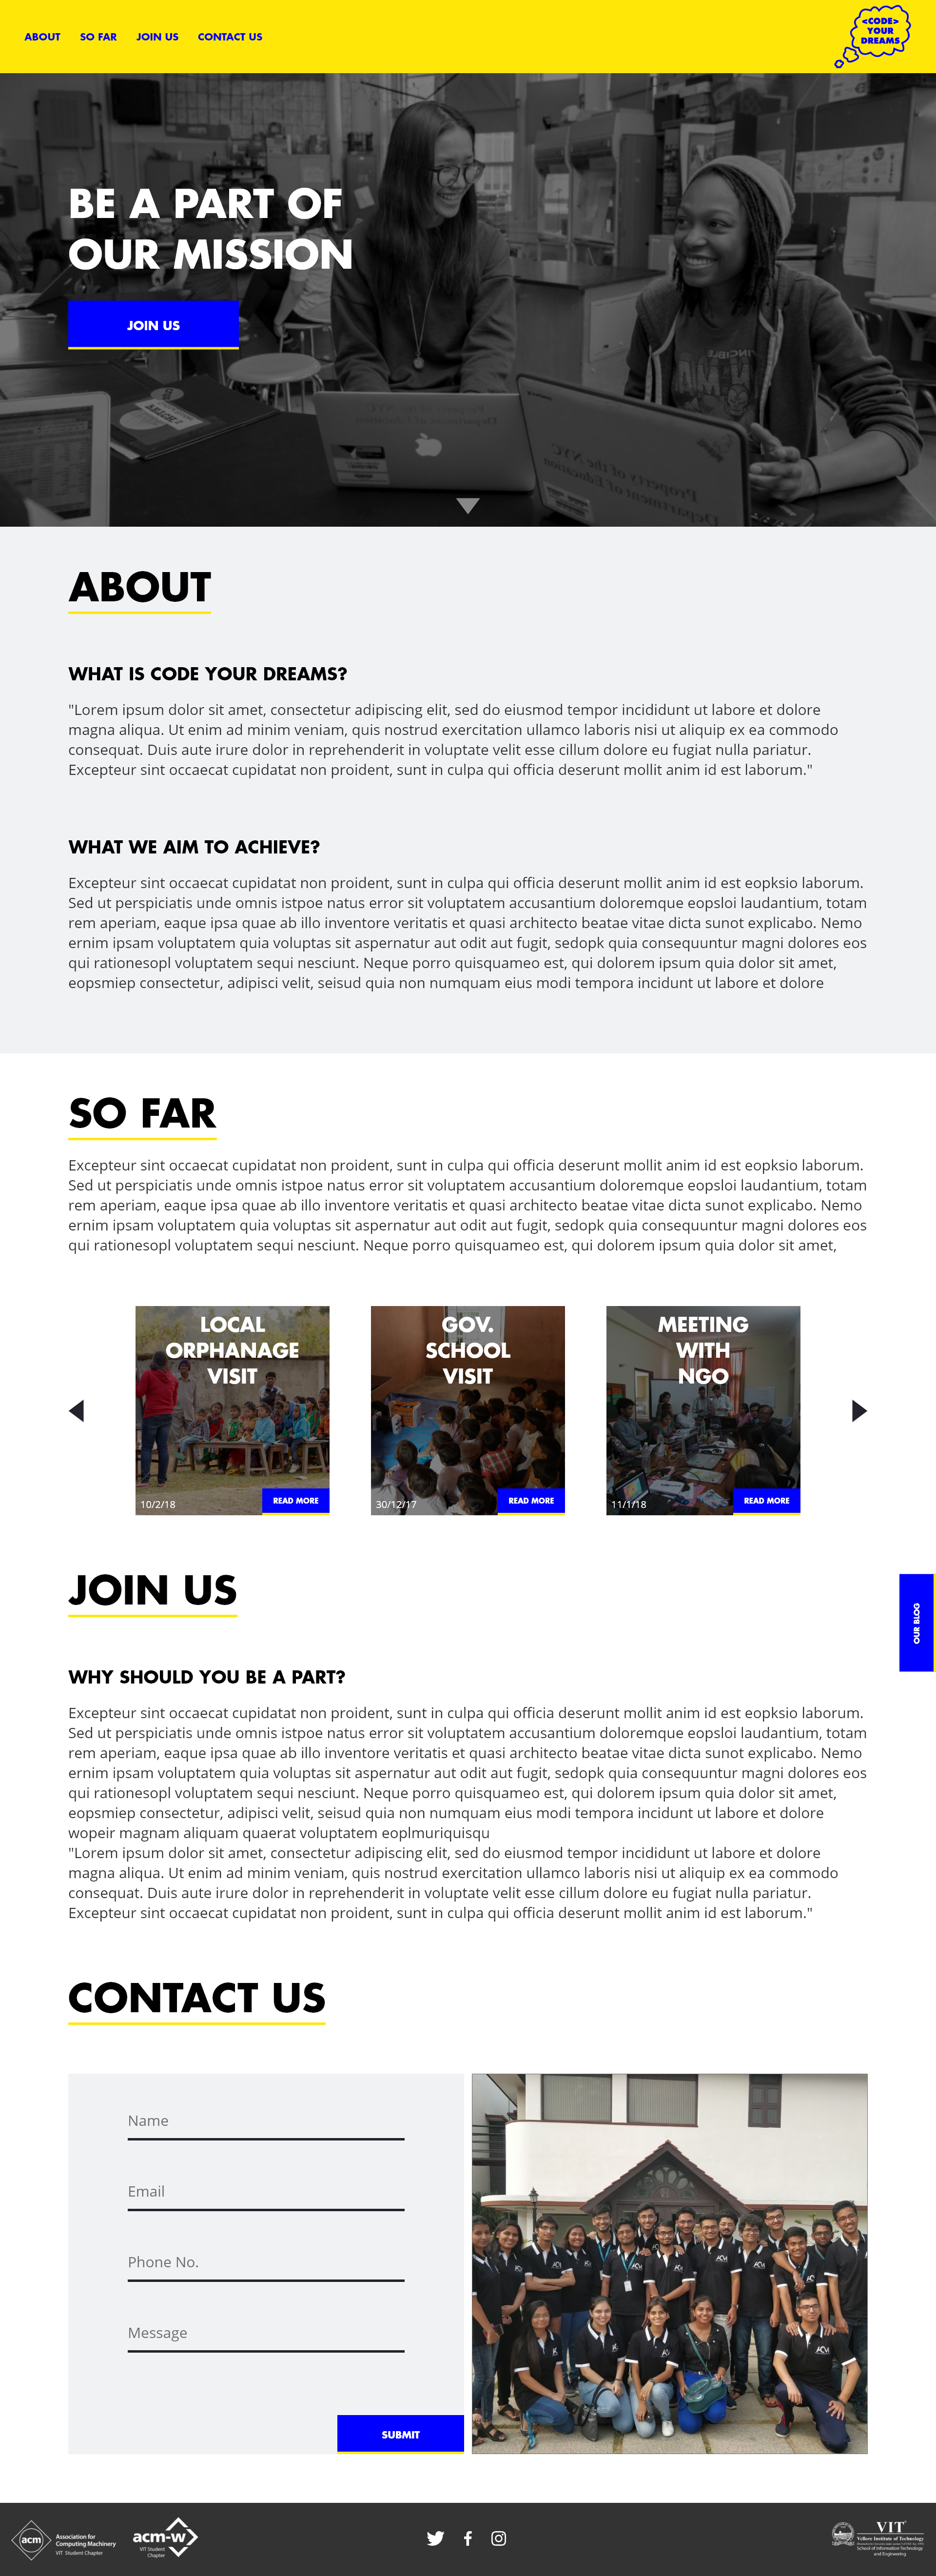 ABOUT SO FAR JOIN US CONTACT US
<CODE>
YOUR
DREAMS
BE A PART OF
OUR MISSION
JOIN US
ABOUT
WHAT IS CODE YOUR DREAMS?
"Lorem ipsum dolor sit amet, consectetur adipiscing elit, sed do eiusmod tempor incididunt ut labore et dolore
magna aliqua. Ut enim ad minim veniam, quis nostrud exercitation ullamco laboris nisi ut aliquip ex ea commodo
consequat. Duis aute irure dolor in reprehenderit in voluptate velit esse cillum dolore eu fugiat nulla pariatur.
Excepteur sint occaecat cupidatat non proident, sunt in culpa qui officia deserunt mollit anim id est laborum."
WHAT WE AIM TO ACHIEVE?
Excepteur sint occaecat cupidatat non proident, sunt in culpa qui officia deserunt mollit anim id est eopksio laborum.
Sed ut perspiciatis unde omnis istpoe natus error sit voluptatem accusantium doloremque eopsloi laudantium, totam
rem aperiam, eaque ipsa quae ab illo inventore veritatis et quasi architecto beatae vitae dicta sunot explicabo. Nemo
ernim ipsam voluptatem quia voluptas sit aspernatur aut odit aut fugit, sedopk quia consequuntur magni dolores eos
qui rationesopl voluptatem sequi nesciunt. Neque porro quisquameo est, qui dolorem ipsum quia dolor sit amet,
eopsmiep consectetur, adipisci velit, seisud quia non numquam eius modi tempora incidunt ut labore et dolore
SO FAR
Excepteur sint occaecat cupidatat non proident, sunt in culpa qui officia deserunt mollit anim id est eopksio laborum.
Sed ut perspiciatis unde omnis istpoe natus error sit voluptatem accusantium doloremque eopsloi laudantium, totam
rem aperiam, eaque ipsa quae ab illo inventore veritatis et quasi architecto beatae vitae dicta sunot explicabo. Nemo
ernim ipsam voluptatem quia voluptas sit aspernatur aut odit aut fugit, sedopk quia consequuntur magni dolores eos
qui rationesopl voluptatem sequi nesciunt. Neque porro quisquameo est, qui dolorem ipsum quia dolor sit amet,
LOCAL
ORPHANAGE
VISIT
10/2/18 READ MORE
GOV.
SCHOOL
VISIT
30/12/17 READ MORE
MEETING
WITH
NGO
11/1/18 READ MORE
JOIN US
OUR BLOG
WHY SHOULD YOU BE A PART?
Excepteur sint occaecat cupidatat non proident, sunt in culpa qui officia deserunt mollit anim id est eopksio laborum.
Sed ut perspiciatis unde omnis istpoe natus error sit voluptatem accusantium doloremque eopsloi laudantium, totam
rem aperiam, eaque ipsa quae ab illo inventore veritatis et quasi architecto beatae vitae dicta sunot explicabo. Nemo
ernim ipsam voluptatem quia voluptas sit aspernatur aut odit aut fugit, sedopk quia consequuntur magni dolores eos
qui rationesopl voluptatem sequi nesciunt. Neque porro quisquameo est, qui dolorem ipsum quia dolor sit amet,
eopsmiep consectetur, adipisci velit, seisud quia non numquam eius modi tempora incidunt ut labore et dolore
wopeir magnam aliquam quaerat voluptatem eoplmuriquisqu
"Lorem ipsum dolor sit amet, consectetur adipiscing elit, sed do eiusmod tempor incididunt ut labore et dolore
magna aliqua. Ut enim ad minim veniam, quis nostrud exercitation ullamco laboris nisi ut aliquip ex ea commodo
consequat. Duis aute irure dolor in reprehenderit in voluptate velit esse cillum dolore eu fugiat nulla pariatur.
Excepteur sint occaecat cupidatat non proident, sunt in culpa qui officia deserunt mollit anim id est laborum."
CONTACT US
Name
Email
Phone No.
Message
SUBMIT
acm
Association for
Computing Machinery
VIT Student Chapter
acm-w
VIT Student
Chapter
VIT
Vellore Institute of Technology
School of Information Technology
and Engineering